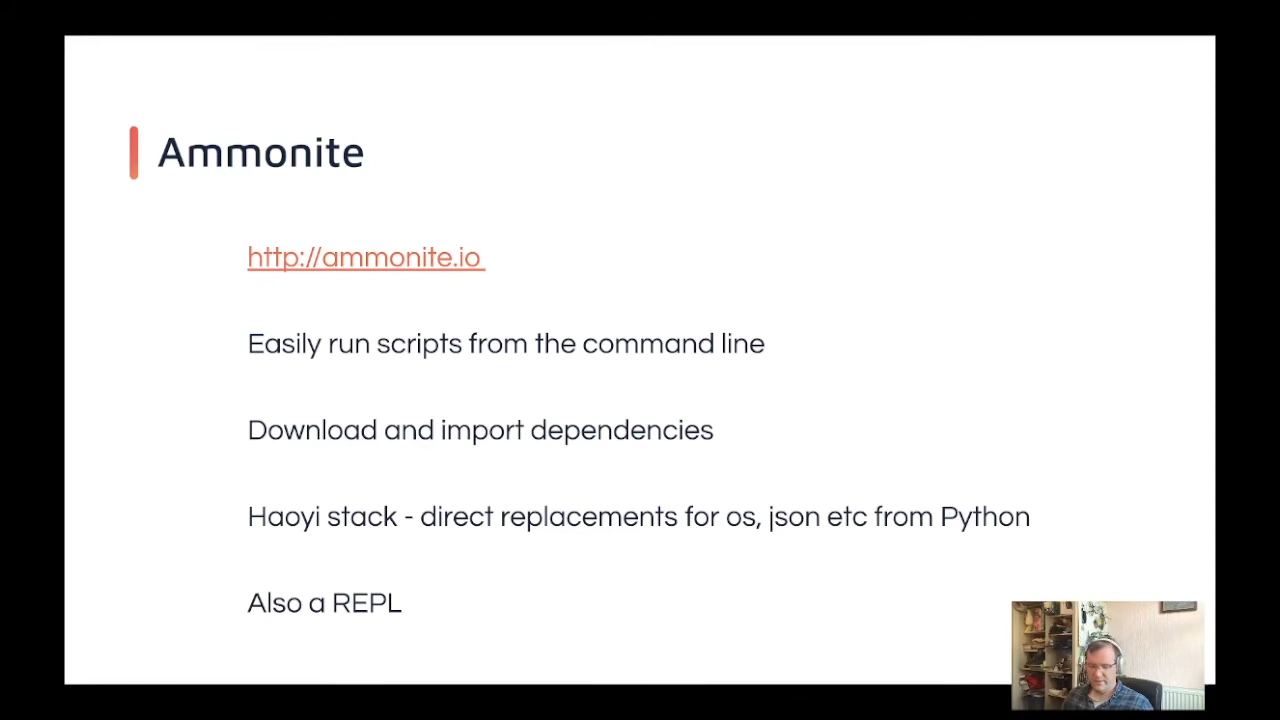 Ammonite
http://ammonite.io
Easily run scripts from the command line
Download and import dependencies
Haoyi stack - direct replacements for os, json etc from Python
Also a REPL